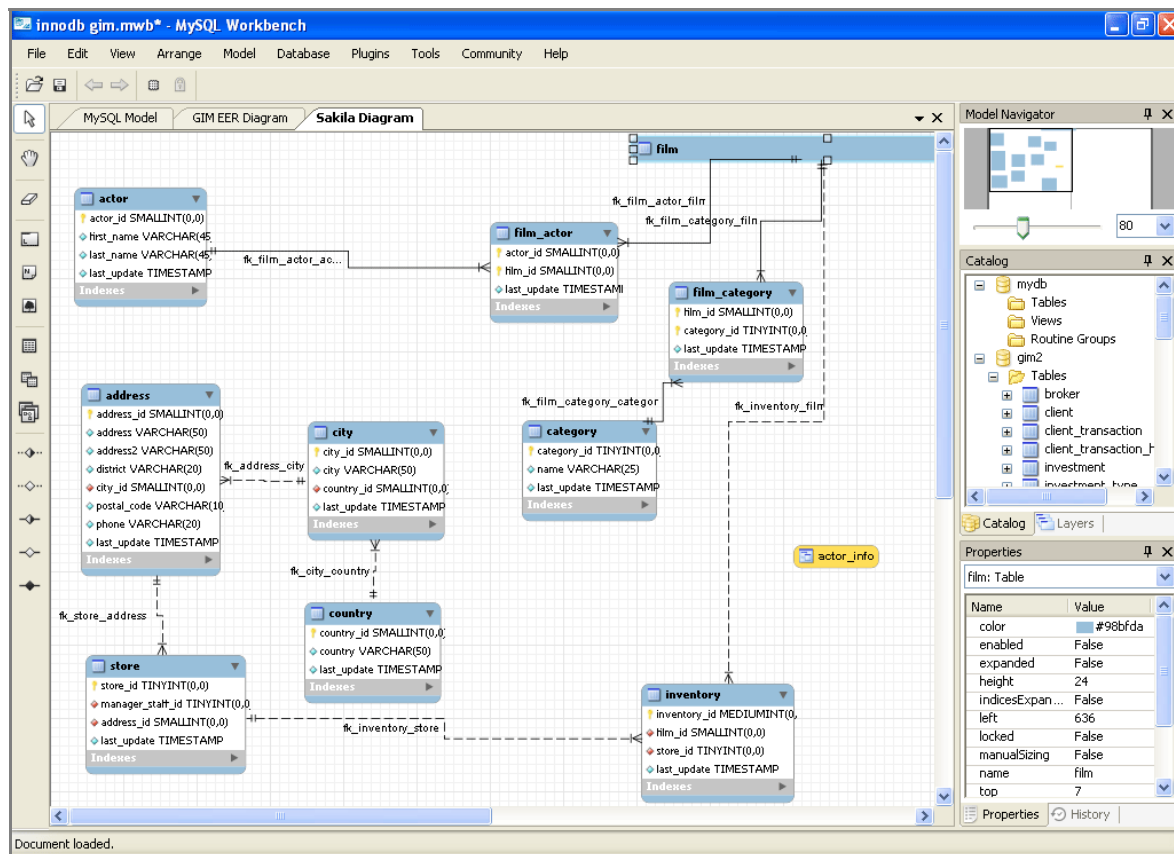 innodb gim.mwb* - MySQL Workbench
File Edit View Arrange Model Database Plugins Tools Community Help
MySQL Model GIM EER Diagram Sakila Diagram
film
actor
actor_id SMALLINT(0,0)
first_name VARCHAR(45
last_name VARCHAR(45,
last_update TIMESTAMP
Indexes
fk_film_actor_ac...
film_actor
actor_id SMALLINT(0,0)
film_id SMALLINT(0,0)
last_update TIMESTAMI
Indexes
fk_film_actor_film
fk_film_category_film
film_category
film_id SMALLINT(0,0)
category_id TINYINT(0,0
last_update TIMESTAMP
Indexes
fk_film_category_categor
fk_inventory_film
category
category_id TINYINT(0,0
name VARCHAR(25)
last_update TIMESTAMP
Indexes
address
address_id SMALLINT(0,0)
address VARCHAR(50)
address2 VARCHAR(50)
district VARCHAR(20)
city_id SMALLINT(0,0)
postal_code VARCHAR(10
phone VARCHAR(20)
last_update TIMESTAMP
Indexes
fk_address_city
city
city_id SMALLINT(0,0)
city VARCHAR(50)
country_id SMALLINT(0,0)
last_update TIMESTAMP
Indexes
fk_city_country
country
country_id SMALLINT(0,0)
country VARCHAR(50)
last_update TIMESTAMP
Indexes
fk_store_address
store
store_id TINYINT(0,0)
manager_staff_id TINYINT(0,0
address_id SMALLINT(0,0)
last_update TIMESTAMP
Indexes
fk_inventory_store
actor_info
inventory
inventory_id MEDIUMINT(0,
film_id SMALLINT(0,0)
store_id TINYINT(0,0)
last_update TIMESTAMP
Indexes
Model Navigator
80
Catalog
mydb
Tables
Views
Routine Groups
gim2
Tables
broker
client
client_transaction
client_transaction_h
investment
investment_type
Catalog Layers
Properties
film: Table
Name Value
color #98bfda
enabled False
expanded False
height 24
indicesExpan ... False
left 636
locked False
manualSizing False
name film
top 7
Properties History
Document loaded.